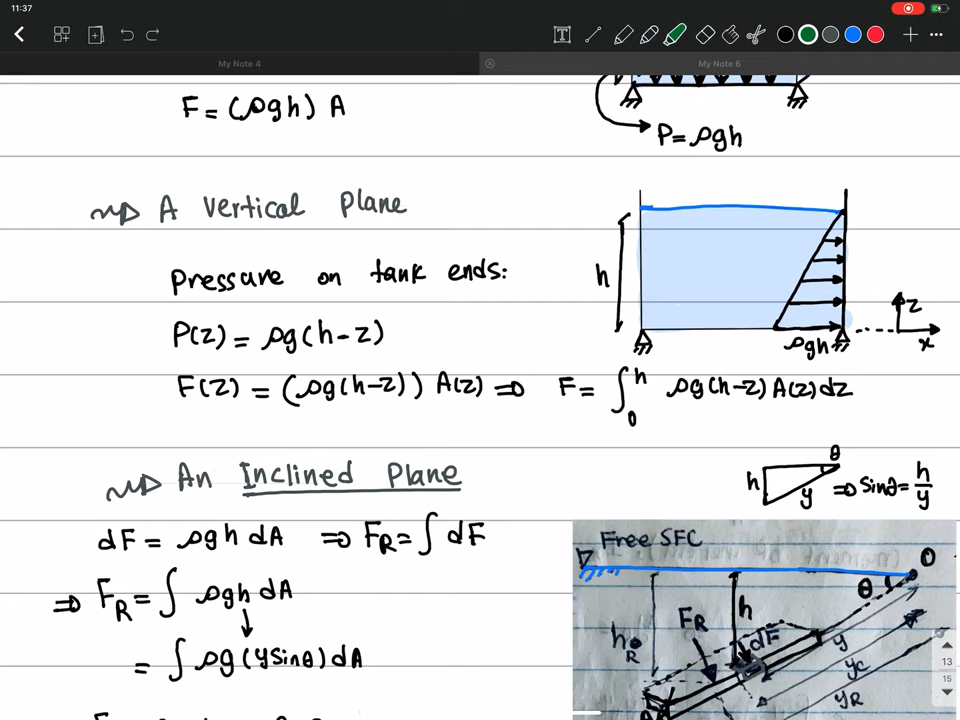 11:37
My Note 4
My Note 6
F = (ρgh) A
P = ρgh
A Vertical Plane
Pressure on tank ends:
h
P(z) = ρg(h-z)
ρgh
z
x
F(z) = (ρg(h-z)) A(z) ⇒ F = ∫₀ʰ ρg(h-z) A(z) dz
An Inclined Plane
θ
h
y
⇒ Sinθ = h/y
dF = ρgh dA ⇒ F_R = ∫ dF
Free SFC
O
θ
⇒ F_R = ∫ ρgh dA
h
F_R
dF
h_R
y
= ∫ ρg(y sinθ) dA
y_C
y_R
13
15